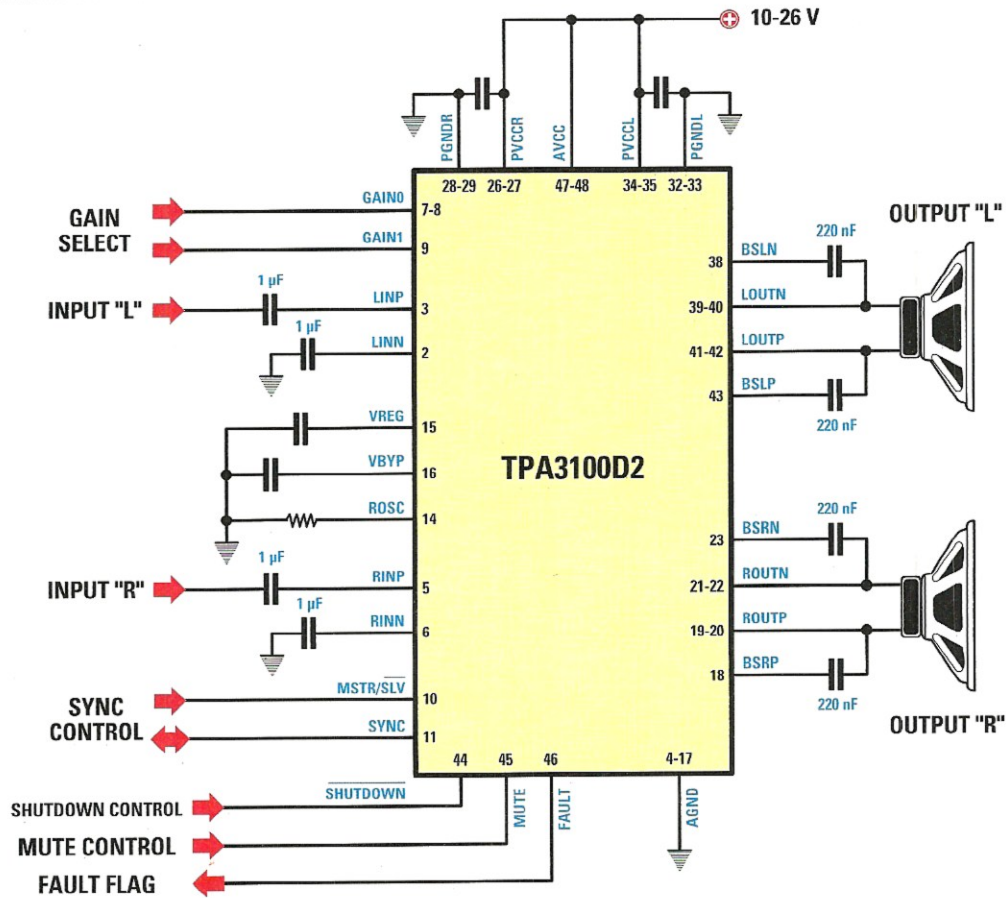 10-26 V
PGNDR
PVCCR
AVCC
PVCCL
PGNDL
28-29
26-27
47-48
34-35
32-33
GAIN
SELECT
GAIN0
7-8
GAIN1
9
INPUT "L"
1 µF
LINP
3
1 µF
LINN
2
VREG
15
VBYP
16
ROSC
14
INPUT "R"
1 µF
RINP
5
1 µF
RINN
6
SYNC
CONTROL
MSTR/SLV
10
SYNC
11
TPA3100D2
OUTPUT "L"
38
BSLN
220 nF
39-40
LOUTN
41-42
LOUTP
43
BSLP
220 nF
23
BSRN
220 nF
21-22
ROUTN
19-20
ROUTP
18
BSRP
220 nF
OUTPUT "R"
44
45
46
4-17
SHUTDOWN
MUTE
FAULT
AGND
SHUTDOWN CONTROL
MUTE CONTROL
FAULT FLAG